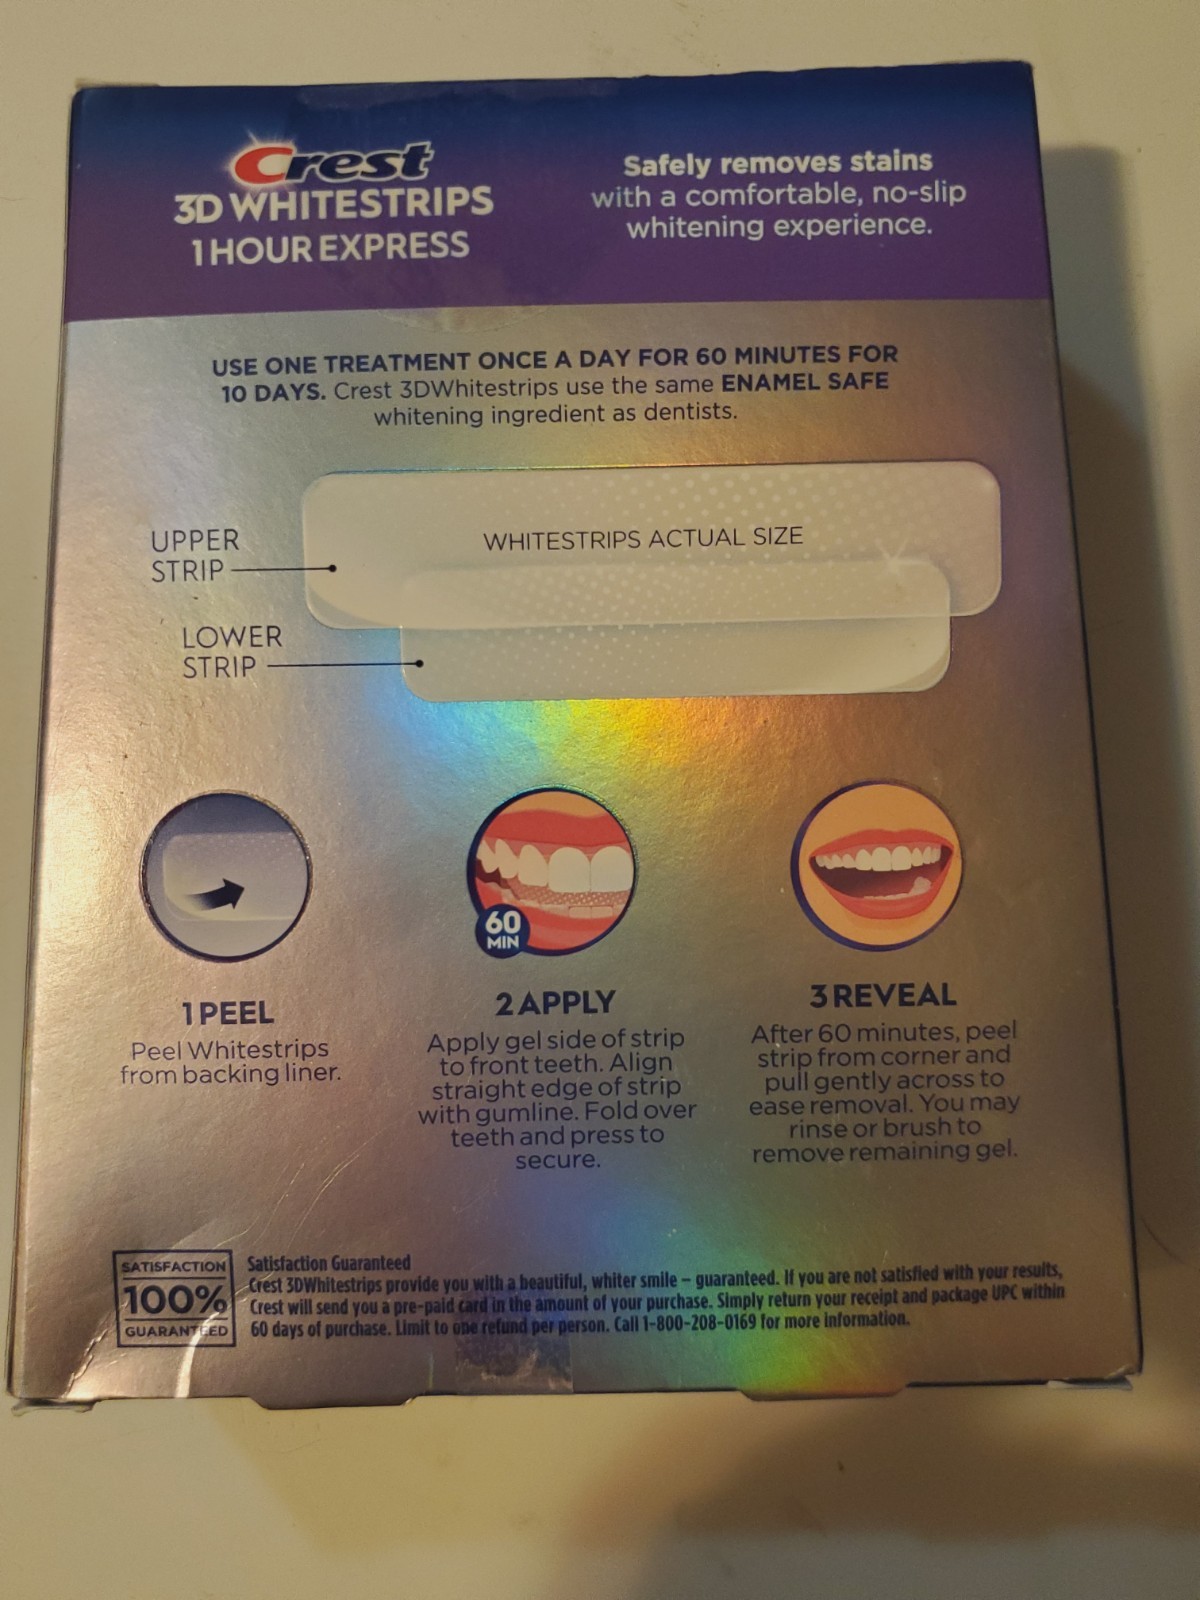 Crest
3D WHITESTRIPS
1 HOUR EXPRESS
Safely removes stains
with a comfortable, no-slip
whitening experience.
USE ONE TREATMENT ONCE A DAY FOR 60 MINUTES FOR
10 DAYS. Crest 3DWhitestrips use the same ENAMEL SAFE
whitening ingredient as dentists.
WHITESTRIPS ACTUAL SIZE
UPPER
STRIP
LOWER
STRIP
60
MIN
1 PEEL
Peel Whitestrips
from backing liner.
2 APPLY
Apply gel side of strip
to front teeth. Align
straight edge of strip
with gumline. Fold over
teeth and press to
secure.
3 REVEAL
After 60 minutes, peel
strip from corner and
pull gently across to
ease removal. You may
rinse or brush to
remove remaining gel.
SATISFACTION
100%
GUARANTEED
Satisfaction Guaranteed
Crest 3DWhitestrips provide you with a beautiful, whiter smile – guaranteed. If you are not satisfied with your results,
Crest will send you a pre-paid card in the amount of your purchase. Simply return your receipt and package UPC within
60 days of purchase. Limit to one refund per person. Call 1-800-208-0169 for more information.